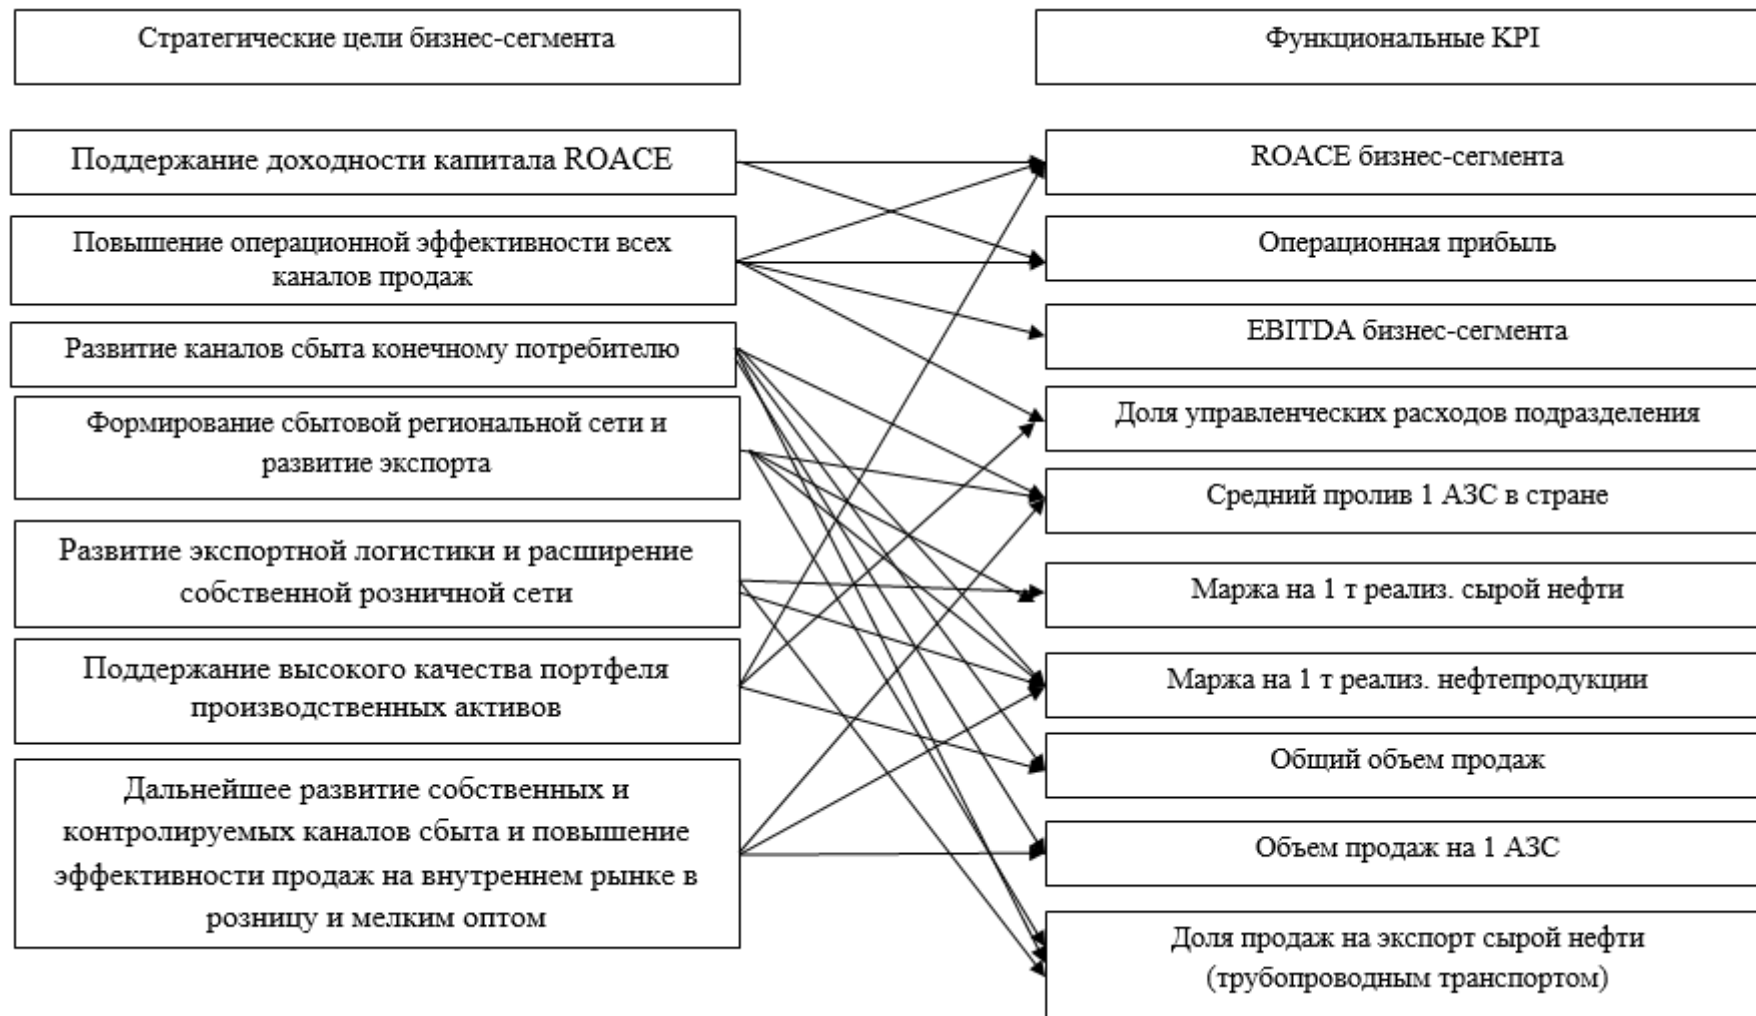 Стратегические цели бизнес-сегмента
Функциональные KPI
Поддержание доходности капитала ROACE
Повышение операционной эффективности всех
каналов продаж
Развитие каналов сбыта конечному потребителю
Формирование сбытовой региональной сети и
развитие экспорта
Развитие экспортной логистики и расширение
собственной розничной сети
Поддержание высокого качества портфеля
производственных активов
Дальнейшее развитие собственных и
контролируемых каналов сбыта и повышение
эффективности продаж на внутреннем рынке в
розницу и мелким оптом
ROACE бизнес-сегмента
Операционная прибыль
EBITDA бизнес-сегмента
Доля управленческих расходов подразделения
Средний пролив 1 АЗС в стране
Маржа на 1 т реализ. сырой нефти
Маржа на 1 т реализ. нефтепродукции
Общий объем продаж
Объем продаж на 1 АЗС
Доля продаж на экспорт сырой нефти
(трубопроводным транспортом)